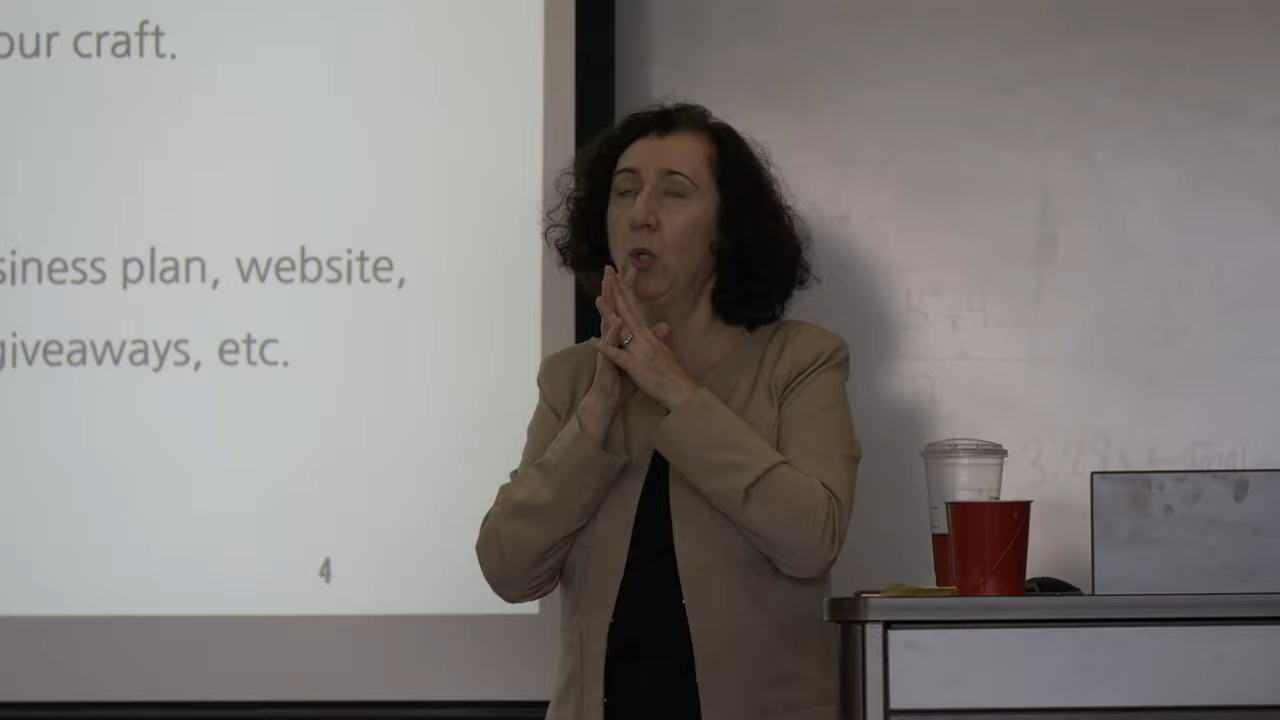 our craft.
siness plan, website,
giveaways, etc.
4